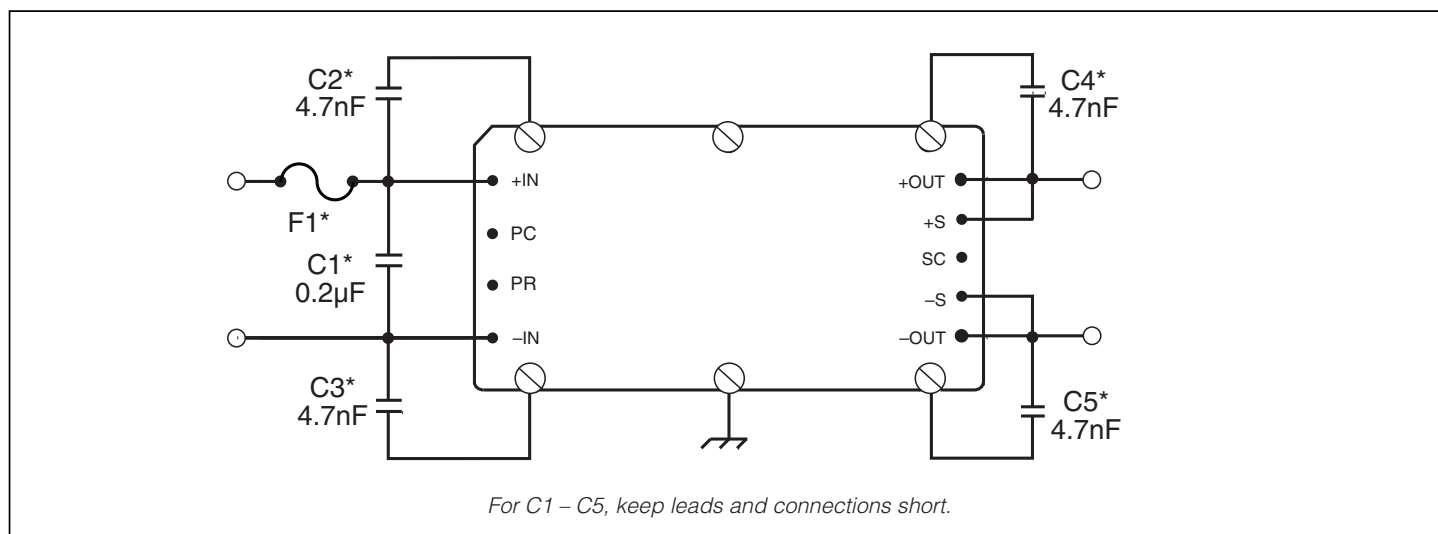 C2*
4.7nF
C4*
4.7nF
+IN
+OUT
F1*
+S
PC
C1*
0.2µF
SC
PR
–S
–IN
–OUT
C3*
4.7nF
C5*
4.7nF
For C1 – C5, keep leads and connections short.